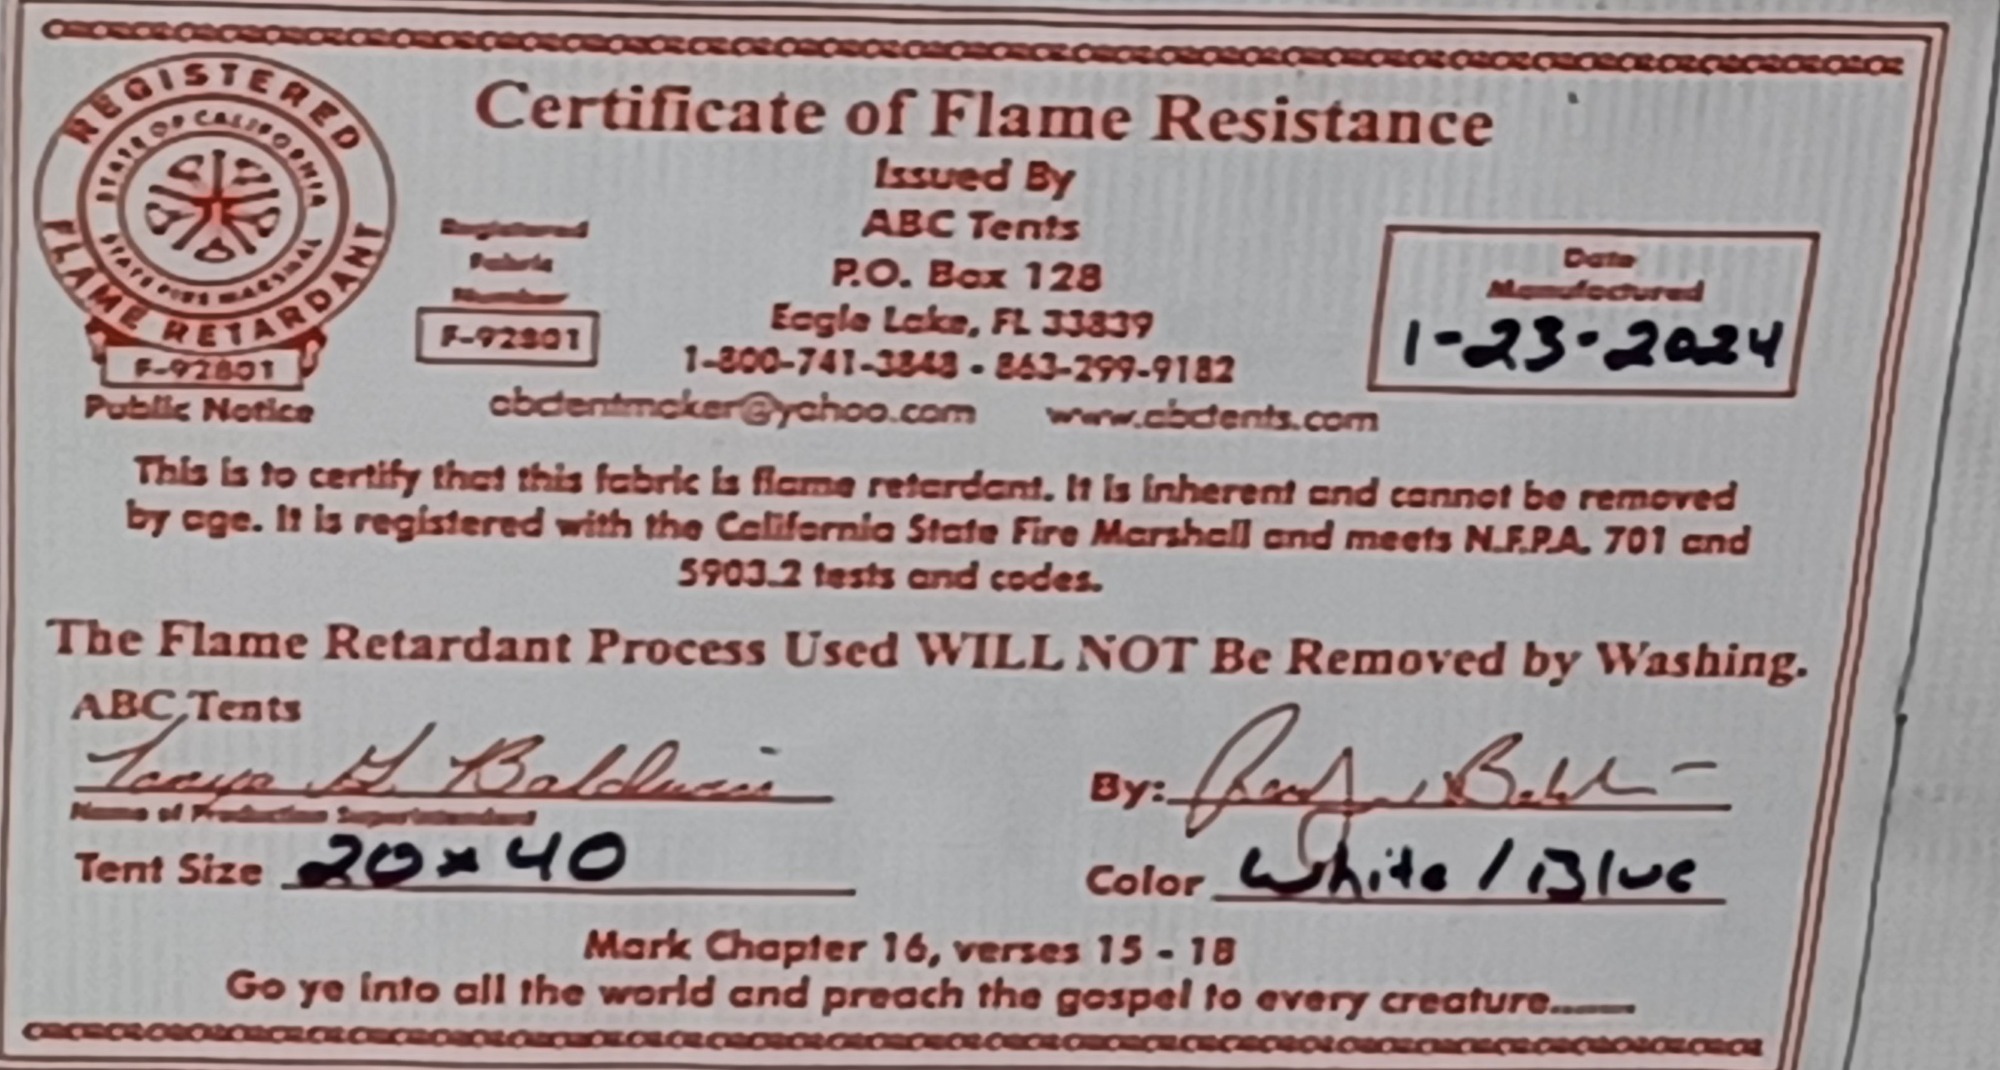 REGISTERED
STATE OF CALIFORNIA
STATE FIRE MARSHAL
FLAME RETARDANT
F-92801
Public Notice
Certificate of Flame Resistance
Issued By
ABC Tents
P.O. Box 128
Eagle Lake, FL 33839
1-800-741-3848 - 863-299-9182
abctentmaker@yahoo.com www.abctents.com
Registered
Fabric
Number
F-92801
Date
Manufactured
1-23-2024
This is to certify that this fabric is flame retardant. It is inherent and cannot be removed
by age. It is registered with the California State Fire Marshall and meets N.F.P.A. 701 and
5903.2 tests and codes.
The Flame Retardant Process Used WILL NOT Be Removed by Washing.
ABC Tents
Tanya G. Baldwin
Name of Production Superintendent
By:
Tent Size 20x40
Color White/Blue
Mark Chapter 16, verses 15 - 18
Go ye into all the world and preach the gospel to every creature.......